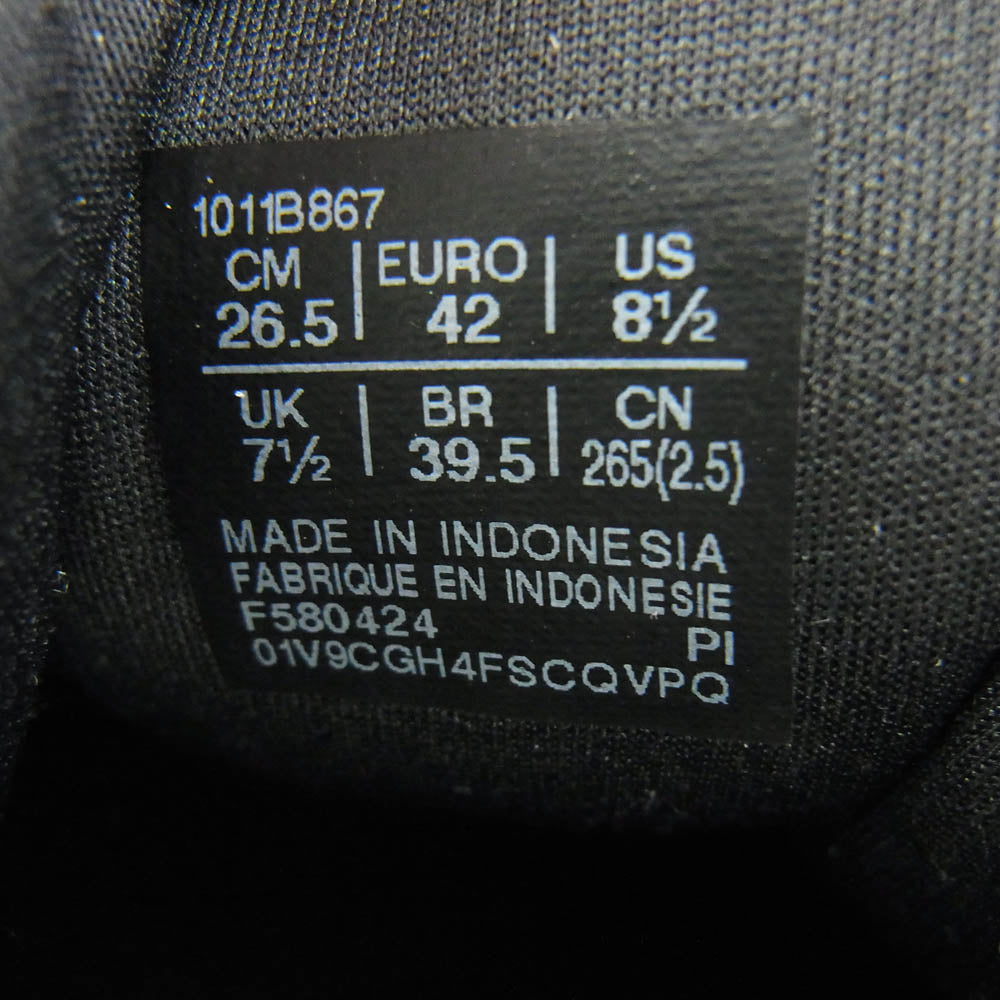 1011B867
CM | EURO | US
26.5 | 42 | 8½
UK | BR | CN
7½ | 39.5 | 265(2.5)
MADE IN INDONESIA
FABRIQUE EN INDONESIE
F580424 PI
01V9CGH4FSCQVPQ